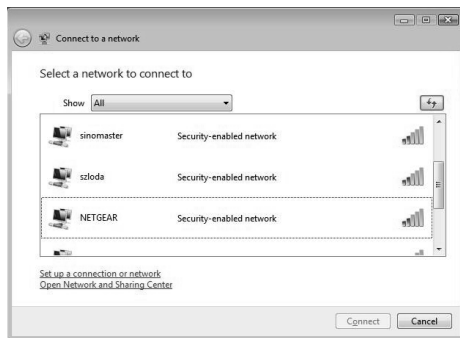 Connect to a network
Select a network to connect to
Show All
sinomaster Security-enabled network
szloda Security-enabled network
NETGEAR Security-enabled network
Set up a connection or network
Open Network and Sharing Center
Connect Cancel